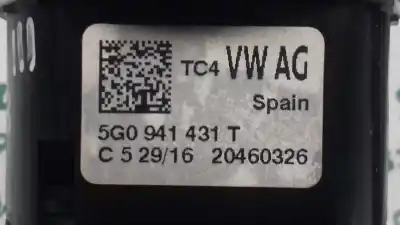 TC4 VW AG
Spain
5G0 941 431 T
C 5 29/16 20460326